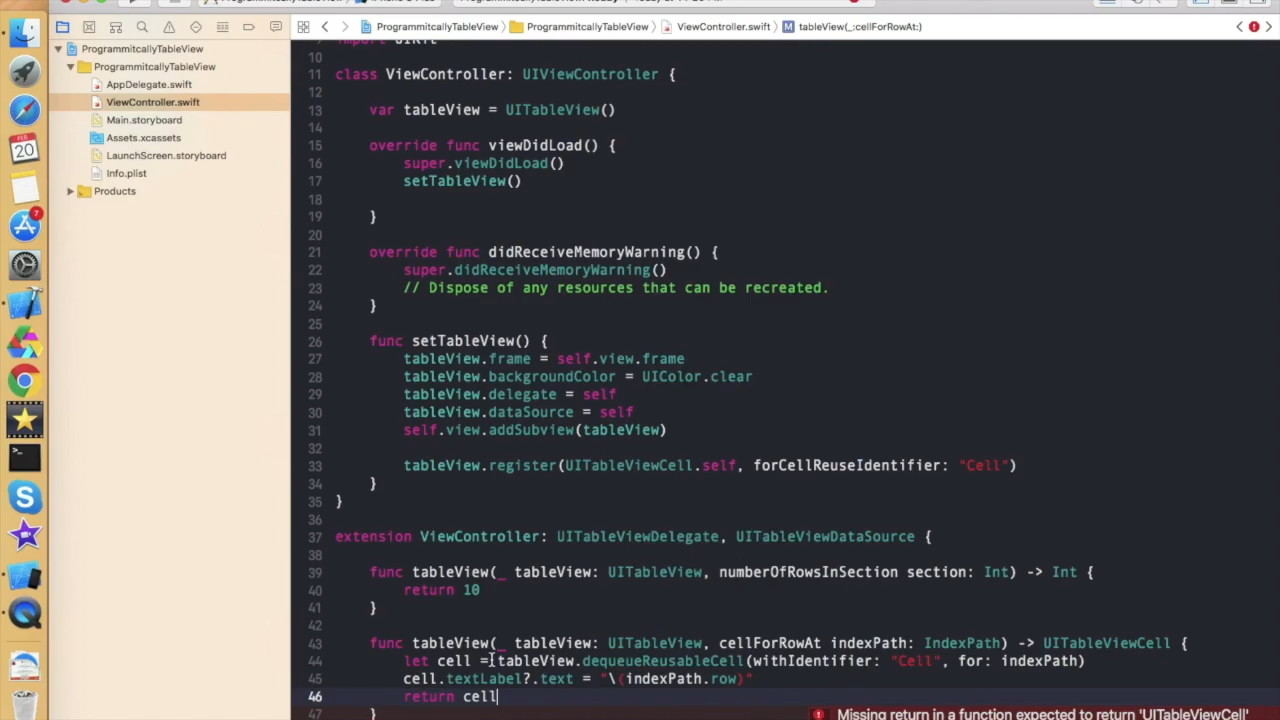 ProgrammitcallyTableView
ProgrammitcallyTableView
ViewController.swift
M tableView(_:cellForRowAt:)
ProgrammitcallyTableView
ProgrammitcallyTableView
AppDelegate.swift
ViewController.swift
Main.storyboard
Assets.xcassets
LaunchScreen.storyboard
Info.plist
Products
FEB
20
7
10
11 class ViewController: UIViewController {
12
13 var tableView = UITableView()
14
15 override func viewDidLoad() {
16 super.viewDidLoad()
17 setTableView()
18
19 }
20
21 override func didReceiveMemoryWarning() {
22 super.didReceiveMemoryWarning()
23 // Dispose of any resources that can be recreated.
24 }
25
26 func setTableView() {
27 tableView.frame = self.view.frame
28 tableView.backgroundColor = UIColor.clear
29 tableView.delegate = self
30 tableView.dataSource = self
31 self.view.addSubview(tableView)
32
33 tableView.register(UITableViewCell.self, forCellReuseIdentifier: "Cell")
34 }
35 }
36
37 extension ViewController: UITableViewDelegate, UITableViewDataSource {
38
39 func tableView(_ tableView: UITableView, numberOfRowsInSection section: Int) -> Int {
40 return 10
41 }
42
43 func tableView(_ tableView: UITableView, cellForRowAt indexPath: IndexPath) -> UITableViewCell {
44 let cell = tableView.dequeueReusableCell(withIdentifier: "Cell", for: indexPath)
45 cell.textLabel?.text = "\(indexPath.row)"
46 return cell
47 }
Missing return in a function expected to return 'UITableViewCell'